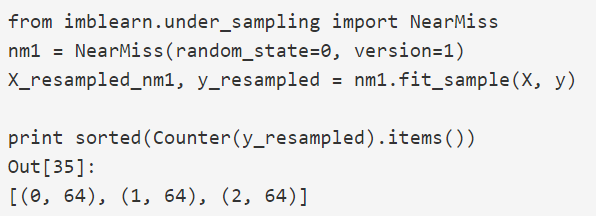 from imblearn.under_sampling import NearMiss
nm1 = NearMiss(random_state=0, version=1)
X_resampled_nm1, y_resampled = nm1.fit_sample(X, y)
print sorted(Counter(y_resampled).items())
Out[35]:
[(0, 64), (1, 64), (2, 64)]